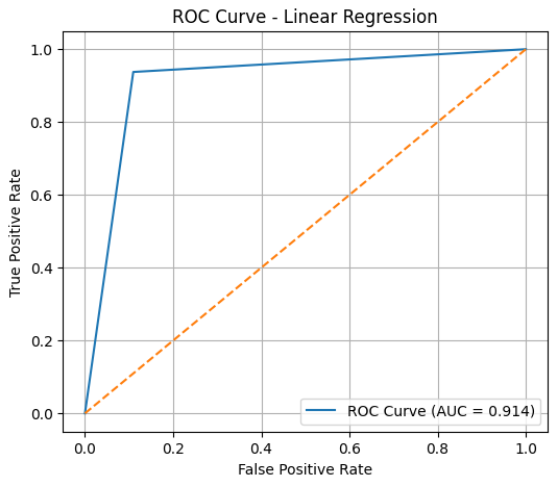 ROC Curve - Linear Regression
1.0
0.8
0.6
0.4
0.2
0.0
True Positive Rate
ROC Curve (AUC = 0.914)
0.0 0.2 0.4 0.6 0.8 1.0
False Positive Rate